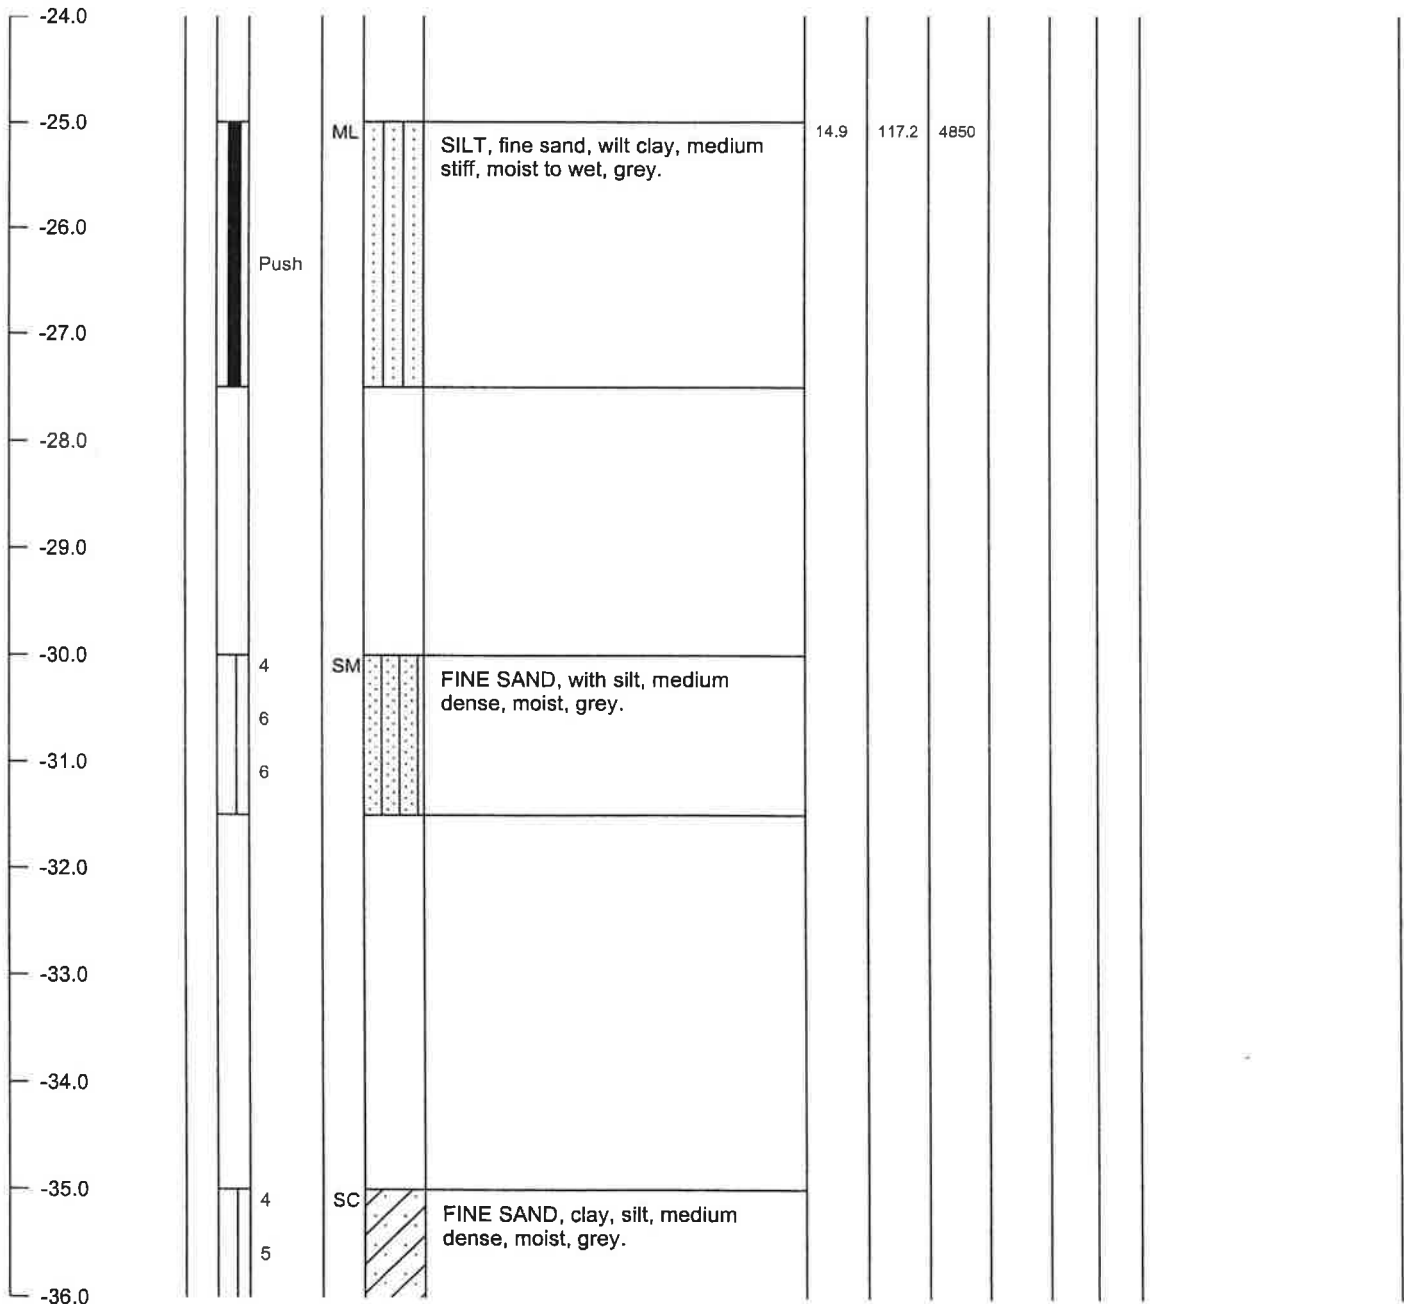 -24.0
-25.0
ML
SILT, fine sand, wilt clay, medium
stiff, moist to wet, grey.
14.9 117.2 4850
-26.0
Push
-27.0
-28.0
-29.0
-30.0
4
SM
FINE SAND, with silt, medium
dense, moist, grey.
6
-31.0
6
-32.0
-33.0
-34.0
-35.0
4
SC
FINE SAND, clay, silt, medium
dense, moist, grey.
5
-36.0